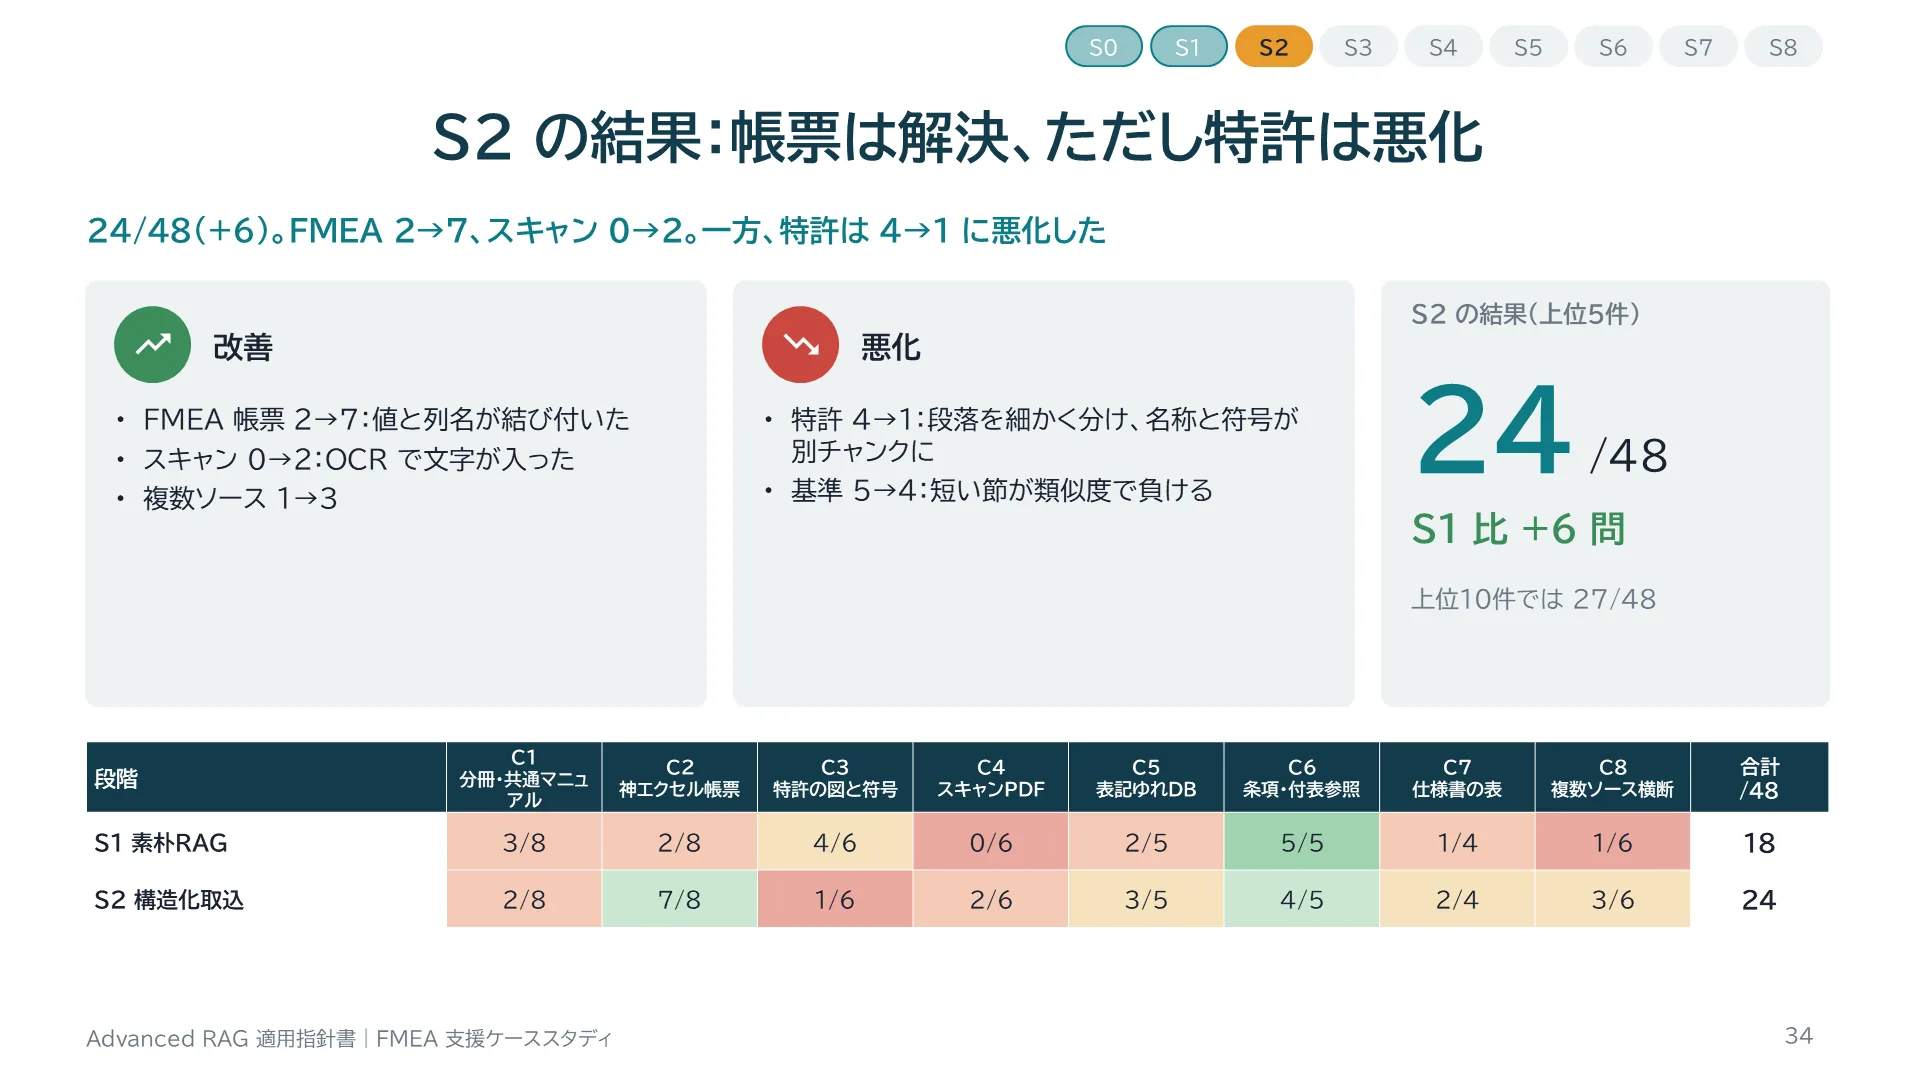 S0 S1 S2 S3 S4 S5 S6 S7 S8
S2 の結果：帳票は解決、ただし特許は悪化
24/48（+6）。FMEA 2→7、スキャン 0→2。一方、特許は 4→1 に悪化した
改善
• FMEA 帳票 2→7：値と列名が結び付いた
• スキャン 0→2：OCR で文字が入った
• 複数ソース 1→3
悪化
• 特許 4→1：段落を細かく分け、名称と符号が
別チャンクに
• 基準 5→4：短い節が類似度で負ける
S2 の結果（上位5件）
24 /48
S1 比 +6 問
上位10件では 27/48
段階 C1 分冊・共通マニュアル C2 神エクセル帳票 C3 特許の図と符号 C4 スキャンPDF C5 表記ゆれDB C6 条項・付表参照 C7 仕様書の表 C8 複数ソース横断 合計 /48
S1 素朴RAG 3/8 2/8 4/6 0/6 2/5 5/5 1/4 1/6 18
S2 構造化取込 2/8 7/8 1/6 2/6 3/5 4/5 2/4 3/6 24
Advanced RAG 適用指針書｜FMEA 支援ケーススタディ
34